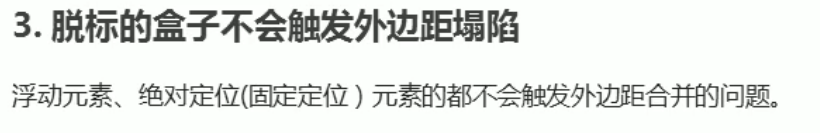 3. 脱标的盒子不会触发外边距塌陷
浮动元素、绝对定位(固定定位）元素的都不会触发外边距合并的问题。